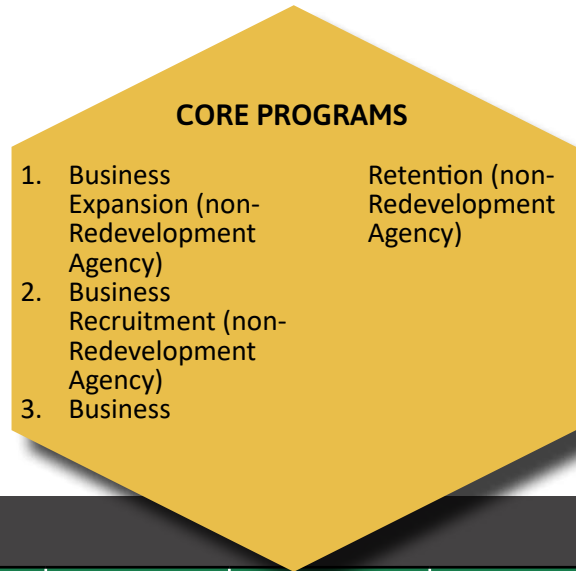 CORE PROGRAMS
1. Business
Expansion (non-
Redevelopment
Agency)
2. Business
Recruitment (non-
Redevelopment
Agency)
3. Business
Retention (non-
Redevelopment
Agency)